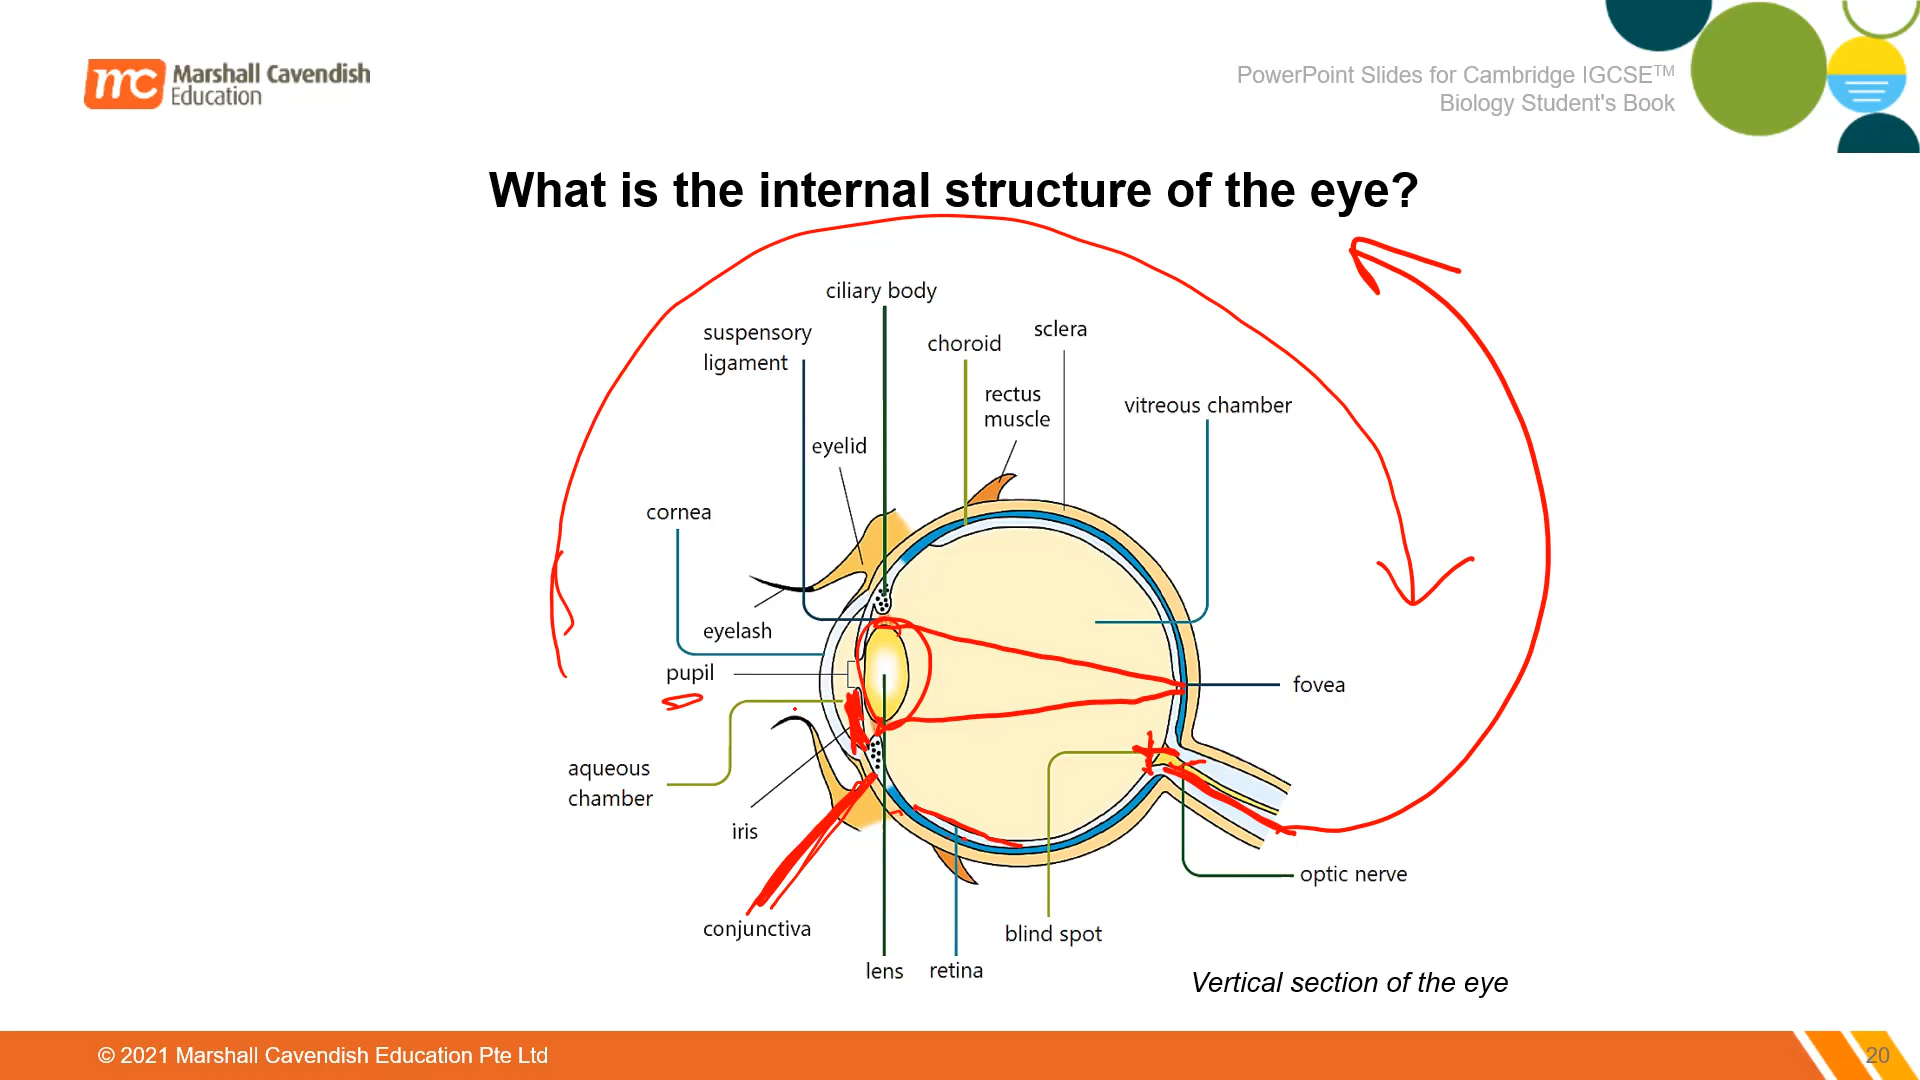 mc Marshall Cavendish
Education
PowerPoint Slides for Cambridge IGCSE™
Biology Student's Book
What is the internal structure of the eye?
ciliary body
suspensory
ligament
choroid
sclera
rectus
muscle
vitreous chamber
eyelid
cornea
eyelash
pupil
fovea
aqueous
chamber
iris
optic nerve
conjunctiva
blind spot
lens
retina
Vertical section of the eye
© 2021 Marshall Cavendish Education Pte Ltd
20